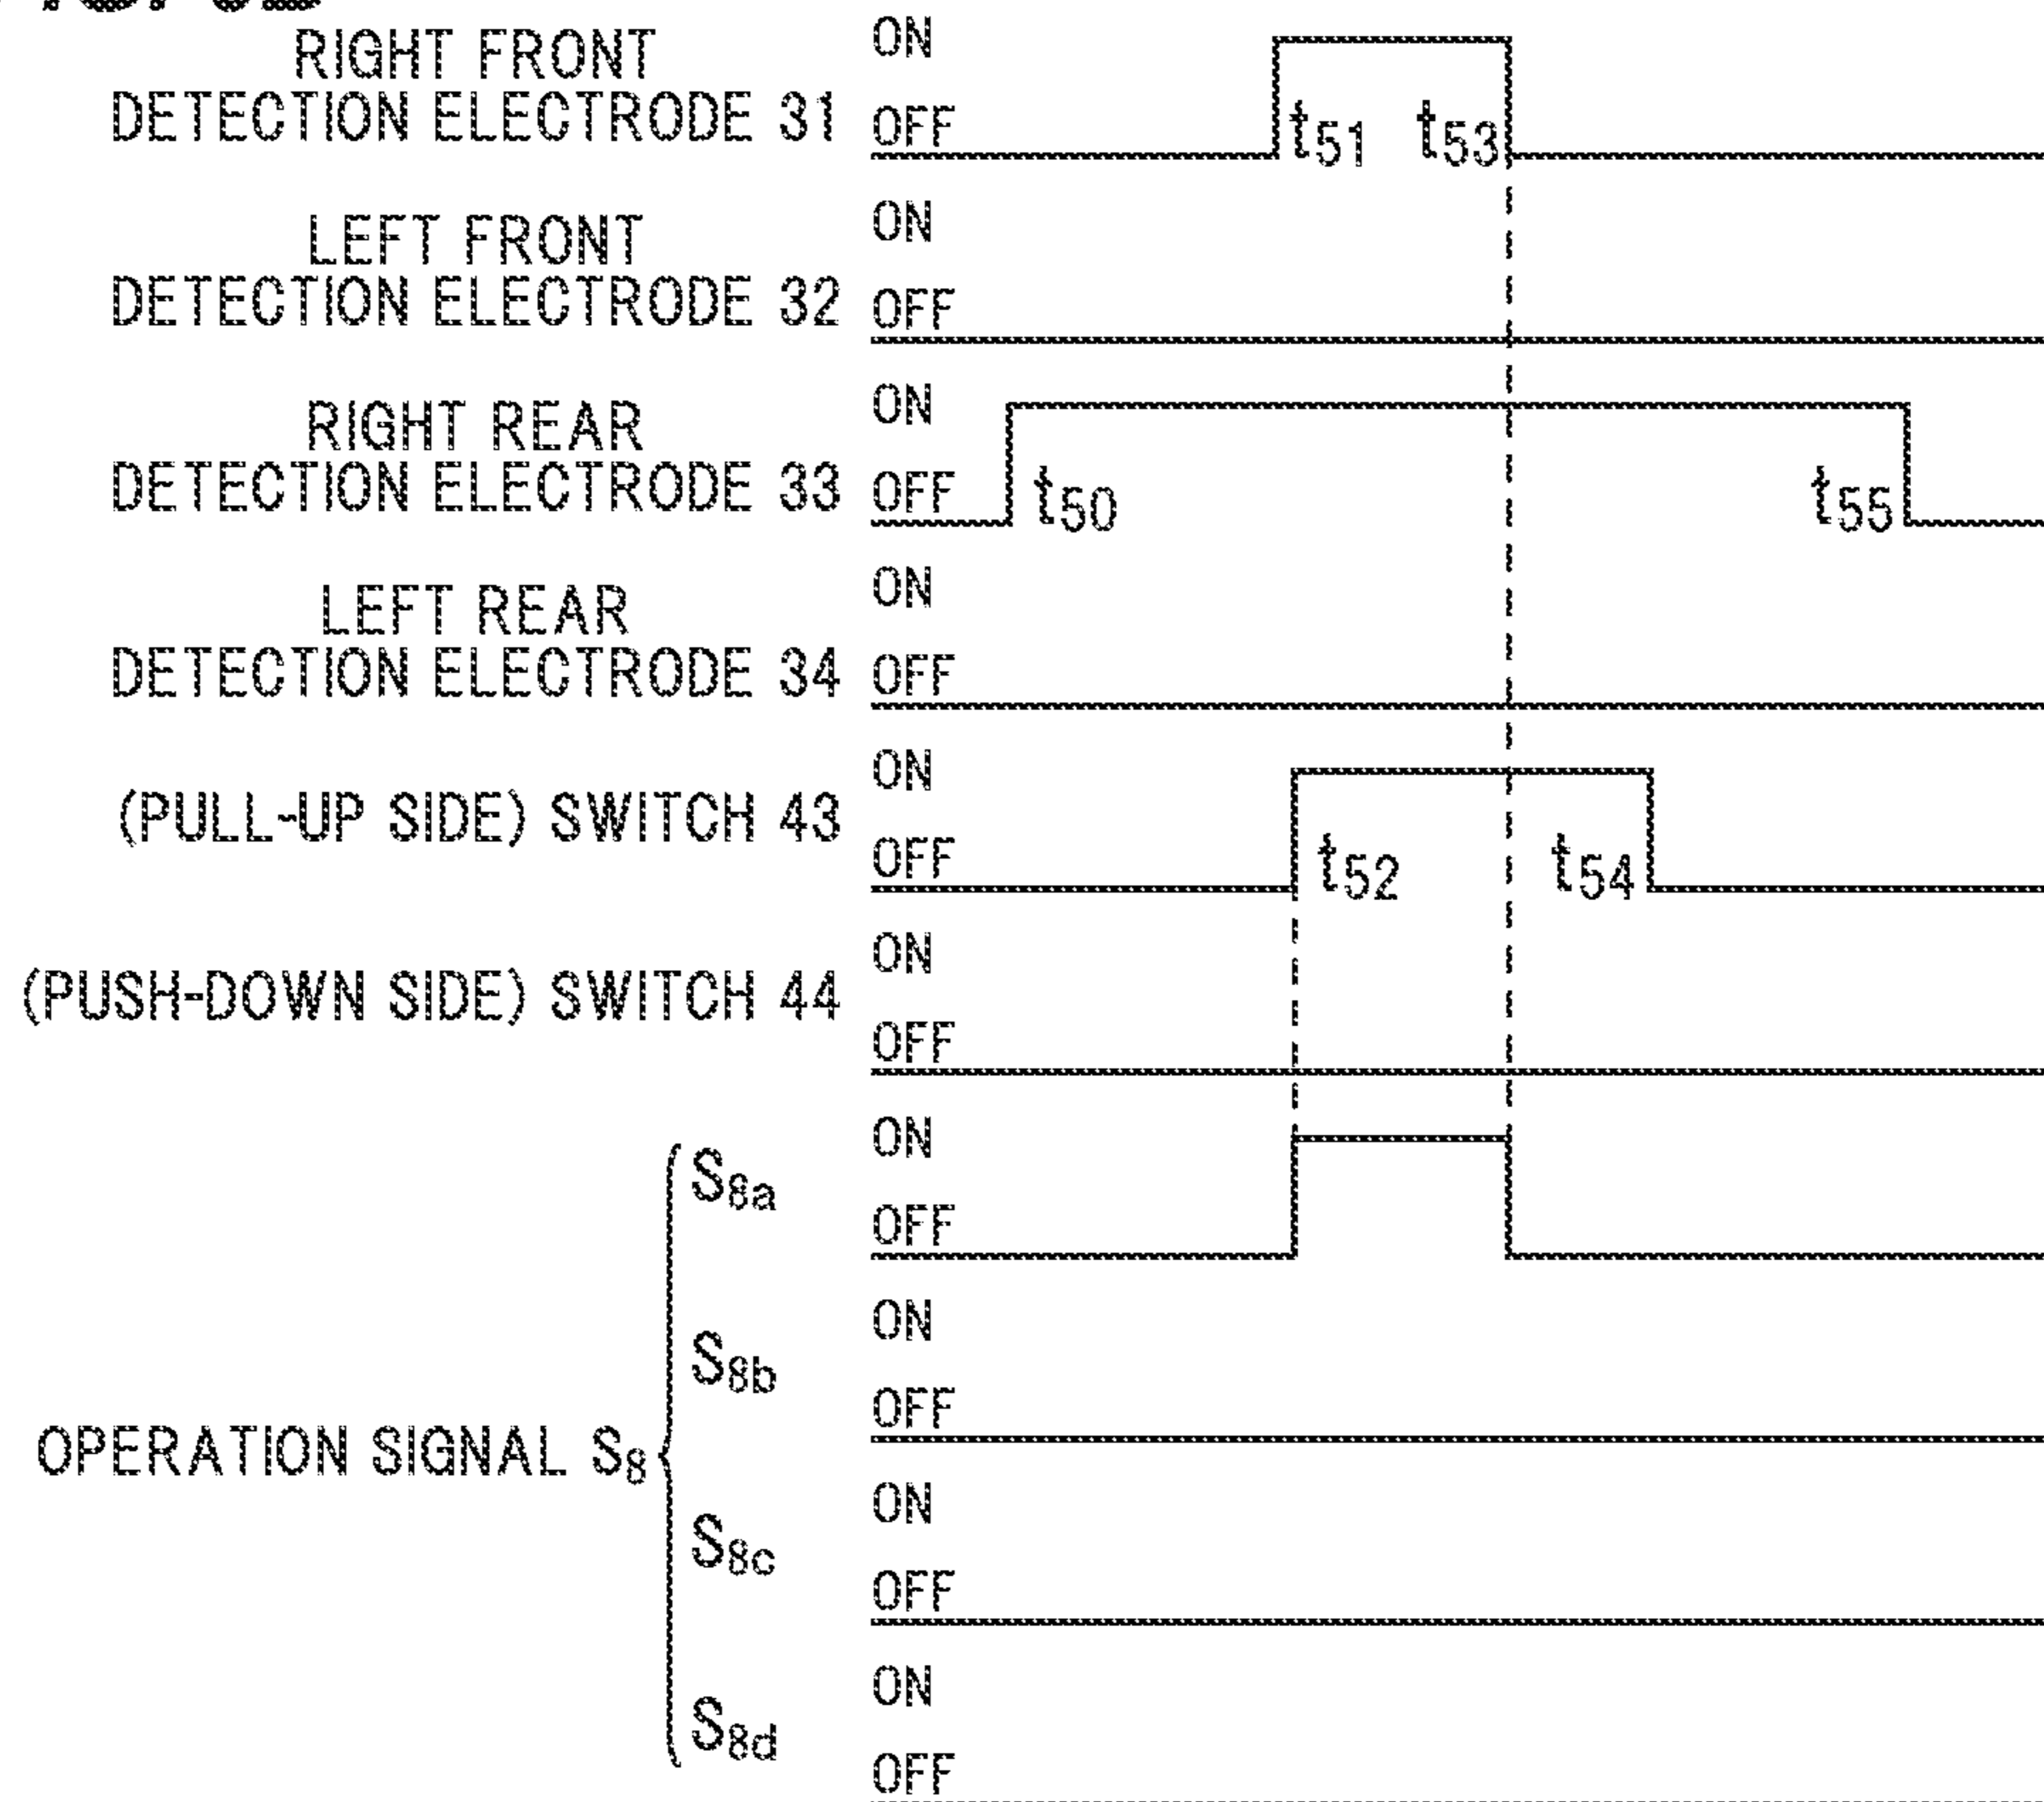 RIGHT FRONT
DETECTION ELECTRODE 31
ON
OFF
t51 t53
LEFT FRONT
DETECTION ELECTRODE 32
ON
OFF
RIGHT REAR
DETECTION ELECTRODE 33
ON
OFF
t50 t55
LEFT REAR
DETECTION ELECTRODE 34
ON
OFF
(PULL-UP SIDE) SWITCH 43
ON
OFF
t52 t54
(PUSH-DOWN SIDE) SWITCH 44
ON
OFF
OPERATION SIGNAL S8
S8a
ON
OFF
S8b
ON
OFF
S8c
ON
OFF
S8d
ON
OFF